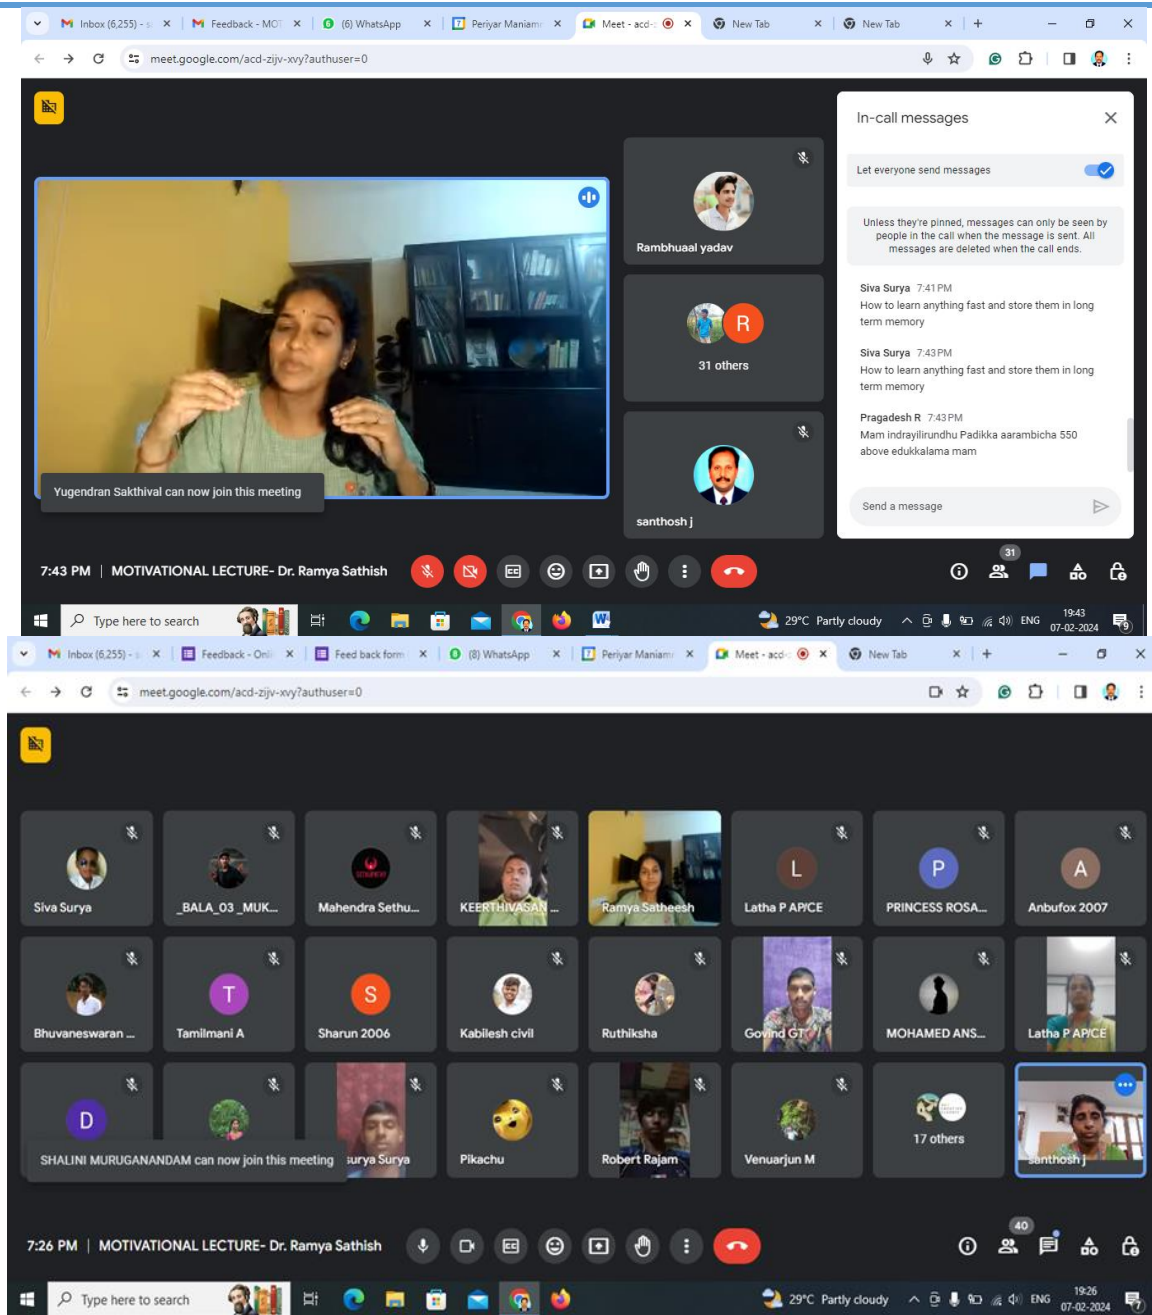 Inbox (6,255) - s
Feedback - MOT
(6) WhatsApp
Periyar Maniam
Meet - acd-
New Tab
New Tab
meet.google.com/acd-zijv-xvy?authuser=0
In-call messages
Let everyone send messages
Unless they're pinned, messages can only be seen by
people in the call when the message is sent. All
messages are deleted when the call ends.
Siva Surya 7:41 PM
How to learn anything fast and store them in long
term memory
Siva Surya 7:43 PM
How to learn anything fast and store them in long
term memory
Pragadesh R 7:43 PM
Mam indrayilirundhu Padikka aarambicha 550
above edukkalama mam
Send a message
Rambhuaal yadav
R
31 others
santhosh j
Yugendran Sakthival can now join this meeting
7:43 PM | MOTIVATIONAL LECTURE- Dr. Ramya Sathish
31
Type here to search
29°C Partly cloudy
ENG
19:43
07-02-2024
9
Inbox (6,255) -
Feedback - Onli
Feed back form
(8) WhatsApp
Periyar Maniam
Meet - acd-
New Tab
meet.google.com/acd-zijv-xvy?authuser=0
Siva Surya
_BALA_03 _MUK...
Mahendra Sethu...
KEERTHIVASAN ...
Ramya Satheesh
L
Latha P AP/CE
P
PRINCESS ROSA...
A
Anbufox 2007
Bhuvaneswaran ...
T
Tamilmani A
S
Sharun 2006
Kabilesh civil
Ruthiksha
Govind GT
MOHAMED ANS...
Latha P AP/CE
D
SHALINI MURUGANANDAM can now join this meeting
surya Surya
Pikachu
Robert Rajam
Venuarjun M
17 others
santhosh j
7:26 PM | MOTIVATIONAL LECTURE- Dr. Ramya Sathish
40
Type here to search
29°C Partly cloudy
ENG
19:26
07-02-2024
7